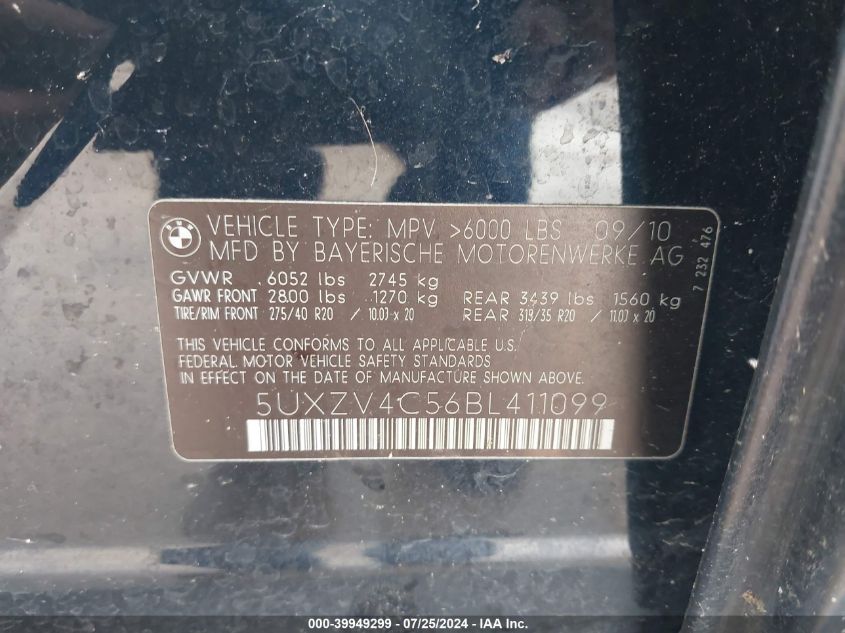 BMW
VEHICLE TYPE: MPV >6000 LBS 09/10
MFD BY BAYERISCHE MOTORENWERKE AG
GVWR 6052 lbs 2745 kg
GAWR FRONT 2800 lbs 1270 kg REAR 3439 lbs 1560 kg
TIRE/RIM FRONT 275/40 R20 / 10.0J x 20 REAR 315/35 R20 / 11.0J x 20
THIS VEHICLE CONFORMS TO ALL APPLICABLE U.S.
FEDERAL MOTOR VEHICLE SAFETY STANDARDS
IN EFFECT ON THE DATE OF MANUFACTURE SHOWN ABOVE.
5UXZV4C56BL411099
7 232 476
000-39949299 / 07/25/2024 - IAA Inc.